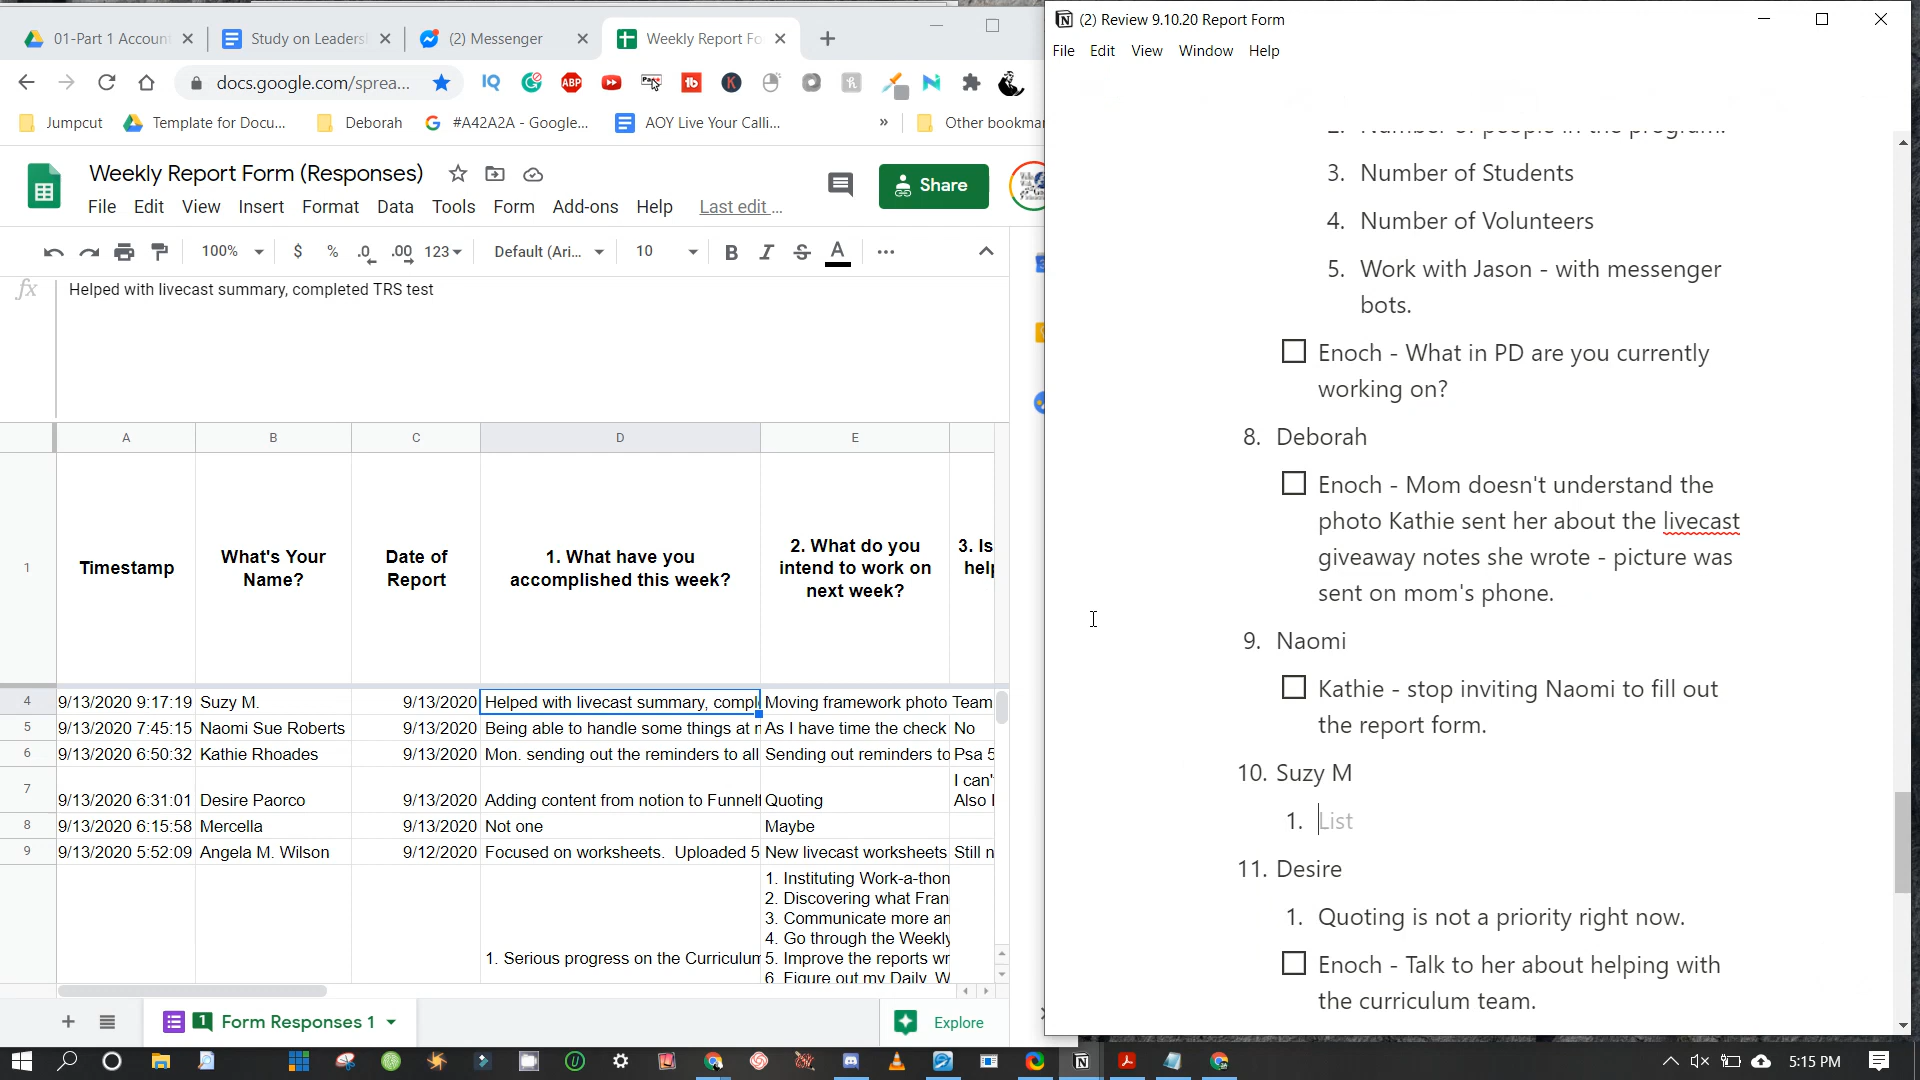 01-Part 1 Accoun
Study on Leaders
(2) Messenger
Weekly Report Fo
docs.google.com/sprea...
Jumpcut
Template for Docu...
Deborah
#A42A2A - Google...
AOY Live Your Calli...
»
Other bookmar
Weekly Report Form (Responses)
Share
File Edit View Insert Format Data Tools Form Add-ons Help Last edit ...
100% $ % .0 .00 123 Default (Ari... 10 B I S A
fx Helped with livecast summary, completed TRS test
A B C D E
1 Timestamp
What's Your Name?
Date of Report
1. What have you accomplished this week?
2. What do you intend to work on next week?
3. Is
help
4 9/13/2020 9:17:19 Suzy M. 9/13/2020 Helped with livecast summary, compl Moving framework photo Team
5 9/13/2020 7:45:15 Naomi Sue Roberts 9/13/2020 Being able to handle some things at As I have time the check No
6 9/13/2020 6:50:32 Kathie Rhoades 9/13/2020 Mon. sending out the reminders to all Sending out reminders to Psa 5
I can'
7 9/13/2020 6:31:01 Desire Paorco 9/13/2020 Adding content from notion to Funnel Quoting Also
8 9/13/2020 6:15:58 Mercella 9/13/2020 Not one Maybe
9 9/13/2020 5:52:09 Angela M. Wilson 9/12/2020 Focused on worksheets. Uploaded 5 New livecast worksheets Still n
1. Instituting Work-a-thon
2. Discovering what Fran
3. Communicate more an
4. Go through the Weekly
1. Serious progress on the Curriculum 5. Improve the reports wr
6. Figure out my Daily, W
Form Responses 1
Explore
(2) Review 9.10.20 Report Form
File Edit View Window Help
2. Number of people in the program.
3. Number of Students
4. Number of Volunteers
5. Work with Jason - with messenger
bots.
Enoch - What in PD are you currently
working on?
8. Deborah
Enoch - Mom doesn't understand the
photo Kathie sent her about the livecast
giveaway notes she wrote - picture was
sent on mom's phone.
9. Naomi
Kathie - stop inviting Naomi to fill out
the report form.
10. Suzy M
1. List
11. Desire
1. Quoting is not a priority right now.
Enoch - Talk to her about helping with
the curriculum team.
5:15 PM